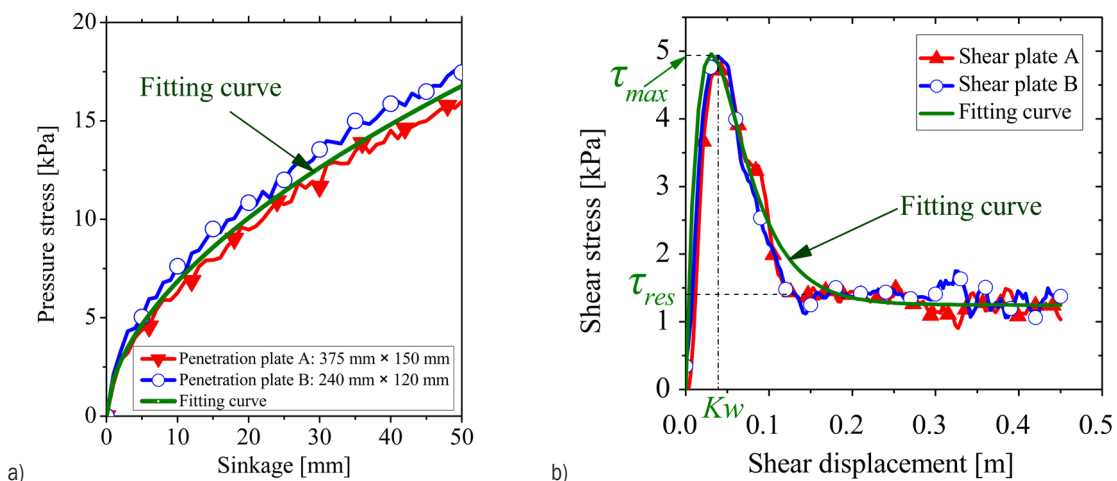 20
15
10
5
0
Pressure stress [kPa]
Fitting curve
Penetration plate A: 375 mm × 150 mm
Penetration plate B: 240 mm × 120 mm
Fitting curve
0 10 20 30 40 50
Sinkage [mm]
a)
5
4
3
2
1
0
Shear stress [kPa]
τmax
τres
Shear plate A
Shear plate B
Fitting curve
Fitting curve
Kw
0.0 0.1 0.2 0.3 0.4 0.5
Shear displacement [m]
b)